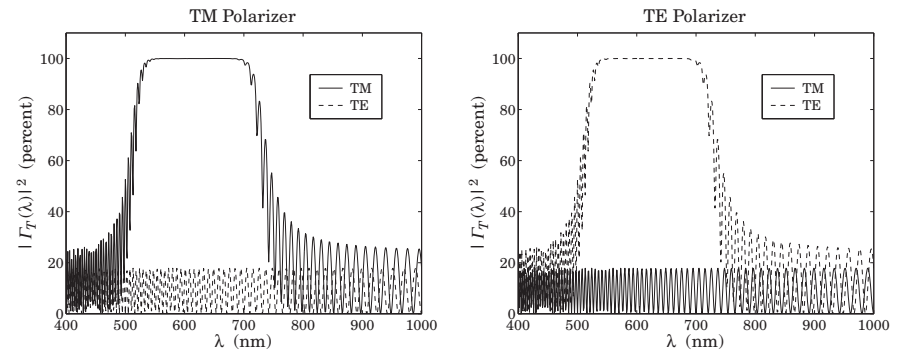 TM Polarizer
| Γ_T(λ)| ² (percent)
100
80
60
40
20
0
TM
TE
400 500 600 700 800 900 1000
λ (nm)
TE Polarizer
| Γ_T(λ)| ² (percent)
100
80
60
40
20
0
TM
TE
400 500 600 700 800 900 1000
λ (nm)